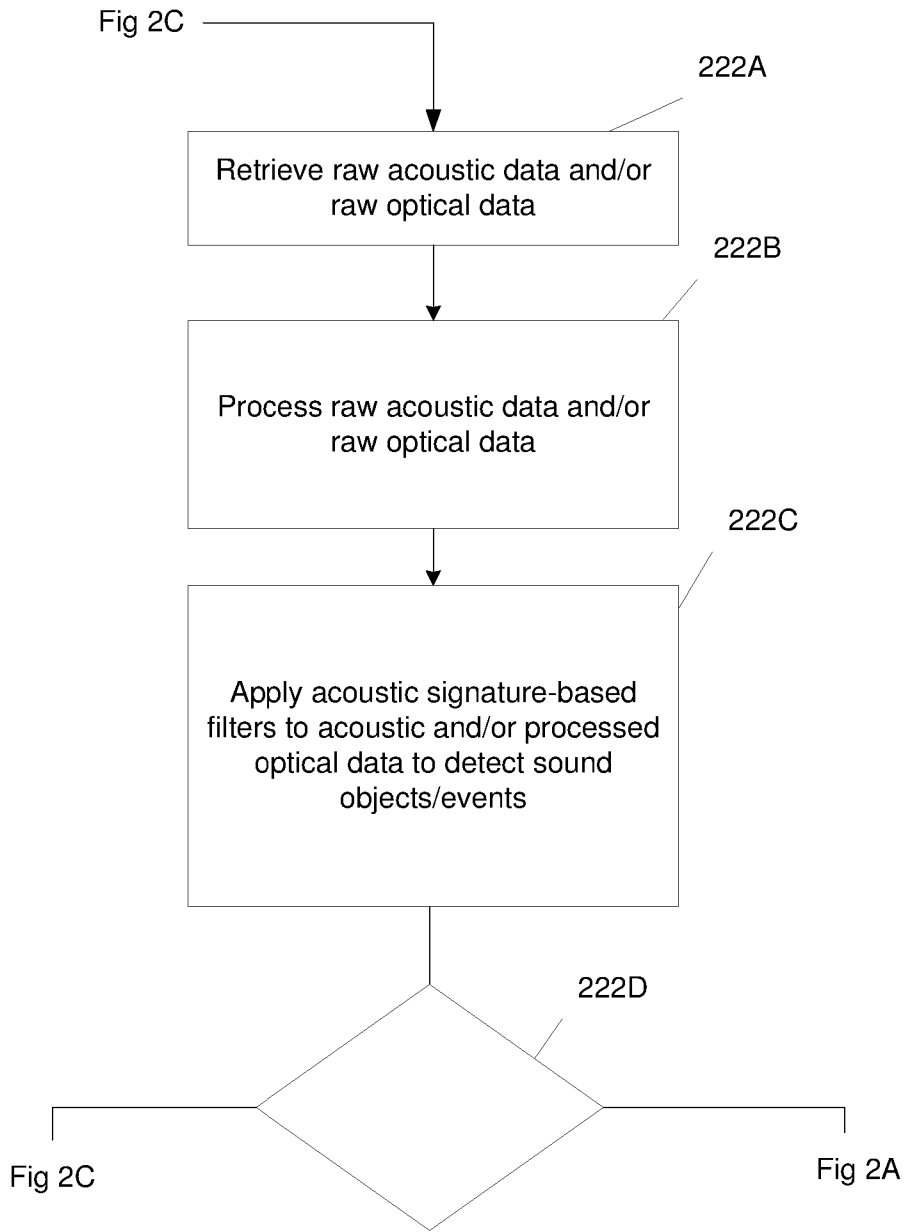 Fig 2C
222A
Retrieve raw acoustic data and/or
raw optical data
222B
Process raw acoustic data and/or
raw optical data
222C
Apply acoustic signature-based
filters to acoustic and/or processed
optical data to detect sound
objects/events
222D
Fig 2C
Fig 2A